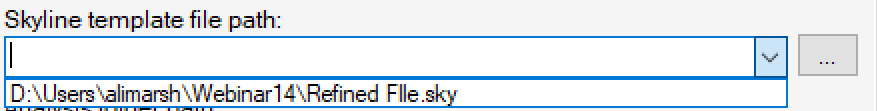 Skyline template file path:
...
D:\Users\alimarsh\Webinar14\Refined FIle.sky